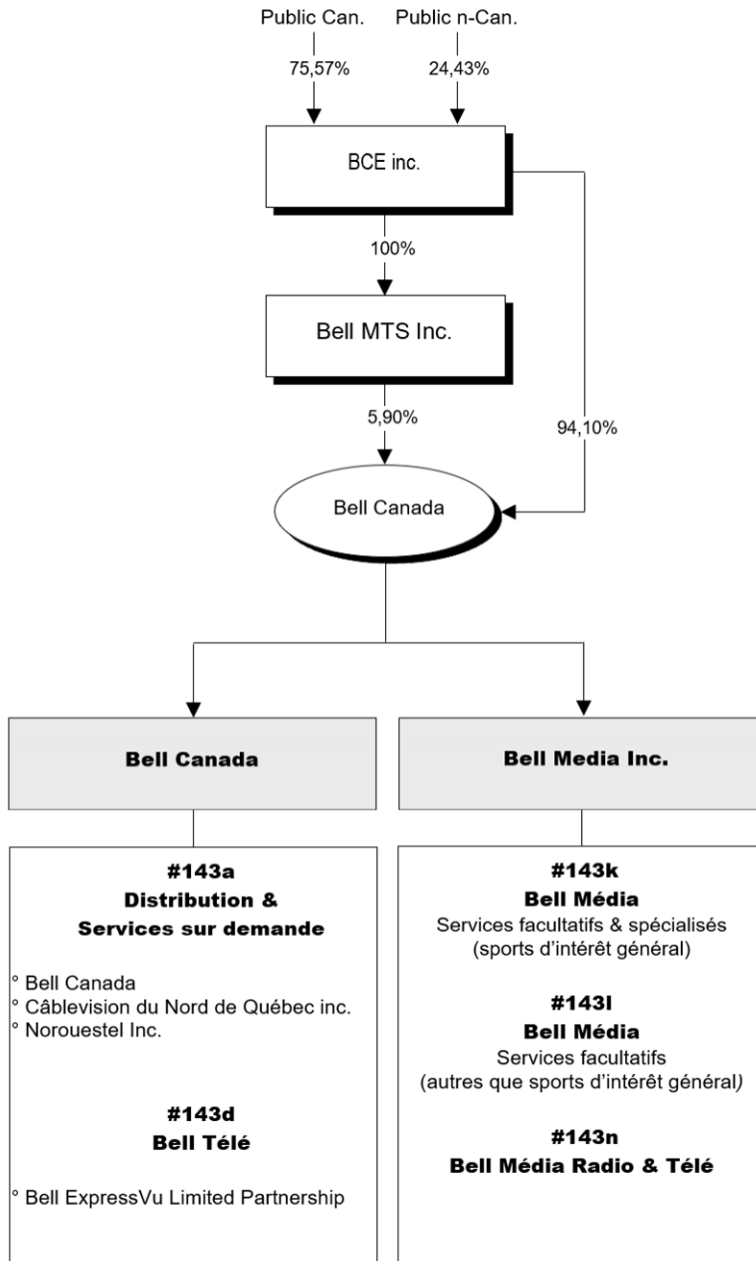 Public Can.
Public n-Can.
75,57%
24,43%
BCE inc.
100%
Bell MTS Inc.
5,90%
94,10%
Bell Canada
Bell Canada
Bell Media Inc.
#143a
Distribution &
Services sur demande
° Bell Canada
° Câblevision du Nord de Québec inc.
° Norouestel Inc.
#143d
Bell Télé
° Bell ExpressVu Limited Partnership
#143k
Bell Média
Services facultatifs & spécialisés
(sports d’intérêt général)
#143l
Bell Média
Services facultatifs
(autres que sports d’intérêt général)
#143n
Bell Média Radio & Télé